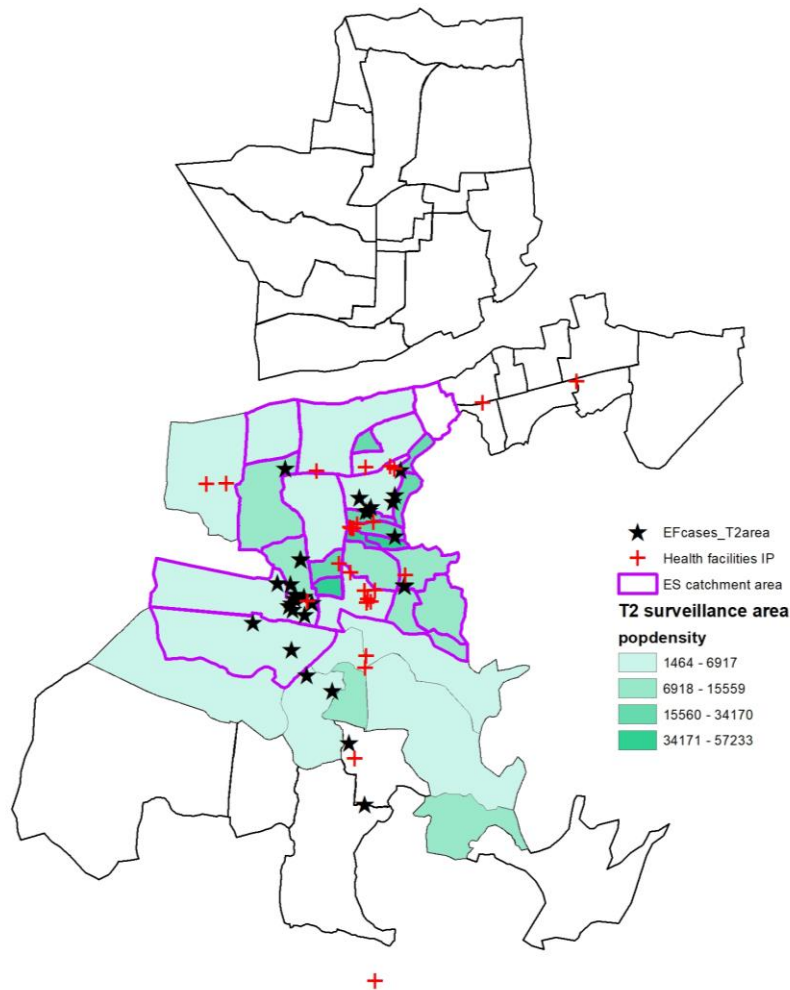 EFcases_T2area
Health facilities IP
ES catchment area
T2 surveillance area
popdensity
1464 - 6917
6918 - 15559
15560 - 34170
34171 - 57233